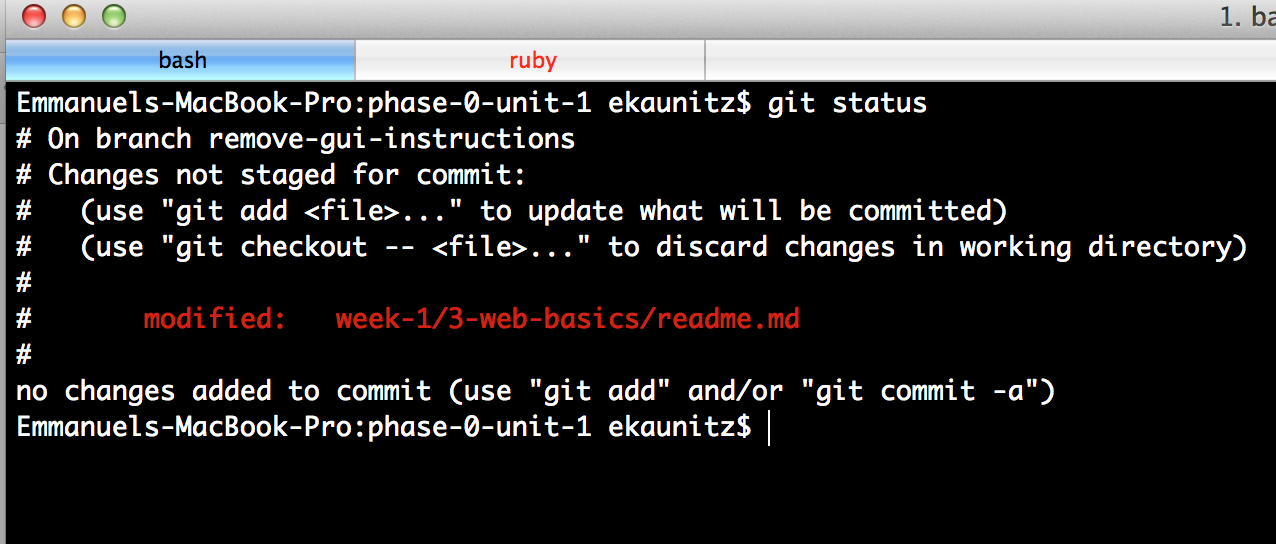 1. ba
bash
ruby
Emmanuels-MacBook-Pro:phase-0-unit-1 ekaunitz$ git status
# On branch remove-gui-instructions
# Changes not staged for commit:
#   (use "git add <file>..." to update what will be committed)
#   (use "git checkout -- <file>..." to discard changes in working directory)
#
#       modified:   week-1/3-web-basics/readme.md
#
no changes added to commit (use "git add" and/or "git commit -a")
Emmanuels-MacBook-Pro:phase-0-unit-1 ekaunitz$